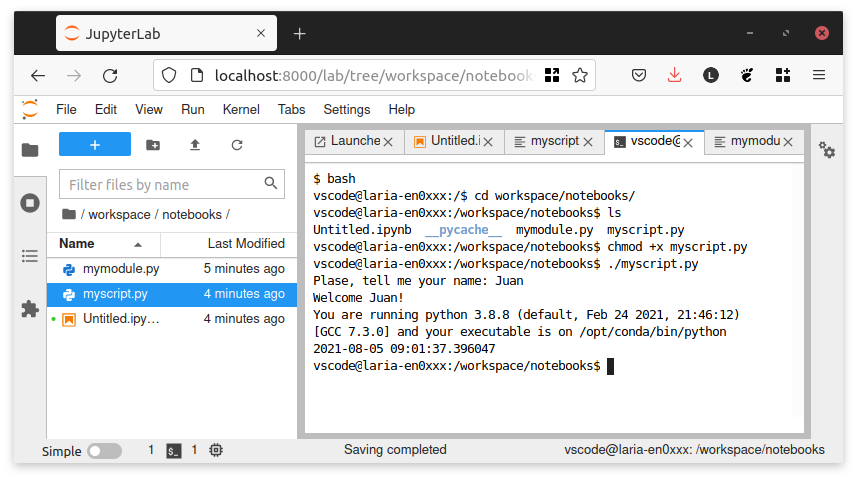 JupyterLab
localhost:8000/lab/tree/workspace/notebook
L
File Edit View Run Kernel Tabs Settings Help
Launche Untitled.i myscript vscode@ mymodu
Filter files by name
/ workspace / notebooks /
Name Last Modified
mymodule.py 5 minutes ago
myscript.py 4 minutes ago
Untitled.ipy… 4 minutes ago
$ bash
vscode@laria-en0xxx:/$ cd workspace/notebooks/
vscode@laria-en0xxx:/workspace/notebooks$ ls
Untitled.ipynb __pycache__ mymodule.py myscript.py
vscode@laria-en0xxx:/workspace/notebooks$ chmod +x myscript.py
vscode@laria-en0xxx:/workspace/notebooks$ ./myscript.py
Plase, tell me your name: Juan
Welcome Juan!
You are running python 3.8.8 (default, Feb 24 2021, 21:46:12)
[GCC 7.3.0] and your executable is on /opt/conda/bin/python
2021-08-05 09:01:37.396047
vscode@laria-en0xxx:/workspace/notebooks$
Simple 1 $_ 1 Saving completed vscode@laria-en0xxx: /workspace/notebooks